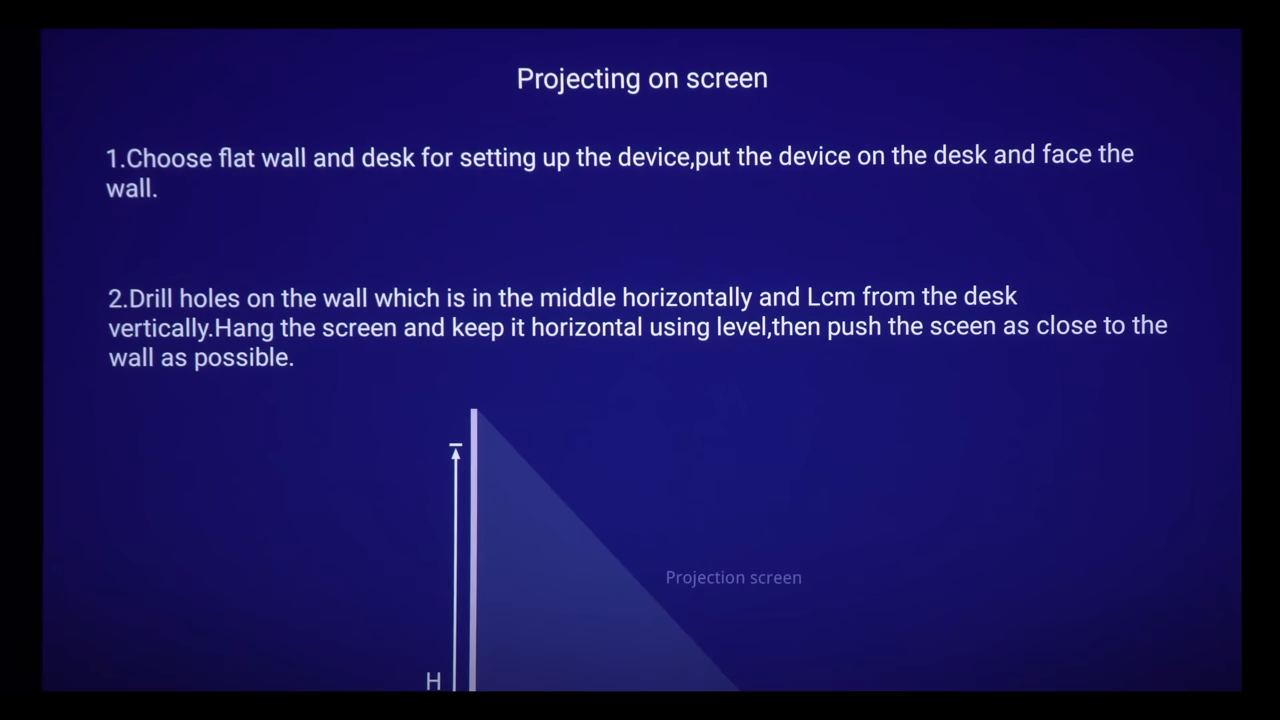 Projecting on screen
1.Choose flat wall and desk for setting up the device,put the device on the desk and face the
wall.
2.Drill holes on the wall which is in the middle horizontally and Lcm from the desk
vertically.Hang the screen and keep it horizontal using level,then push the sceen as close to the
wall as possible.
Projection screen
H